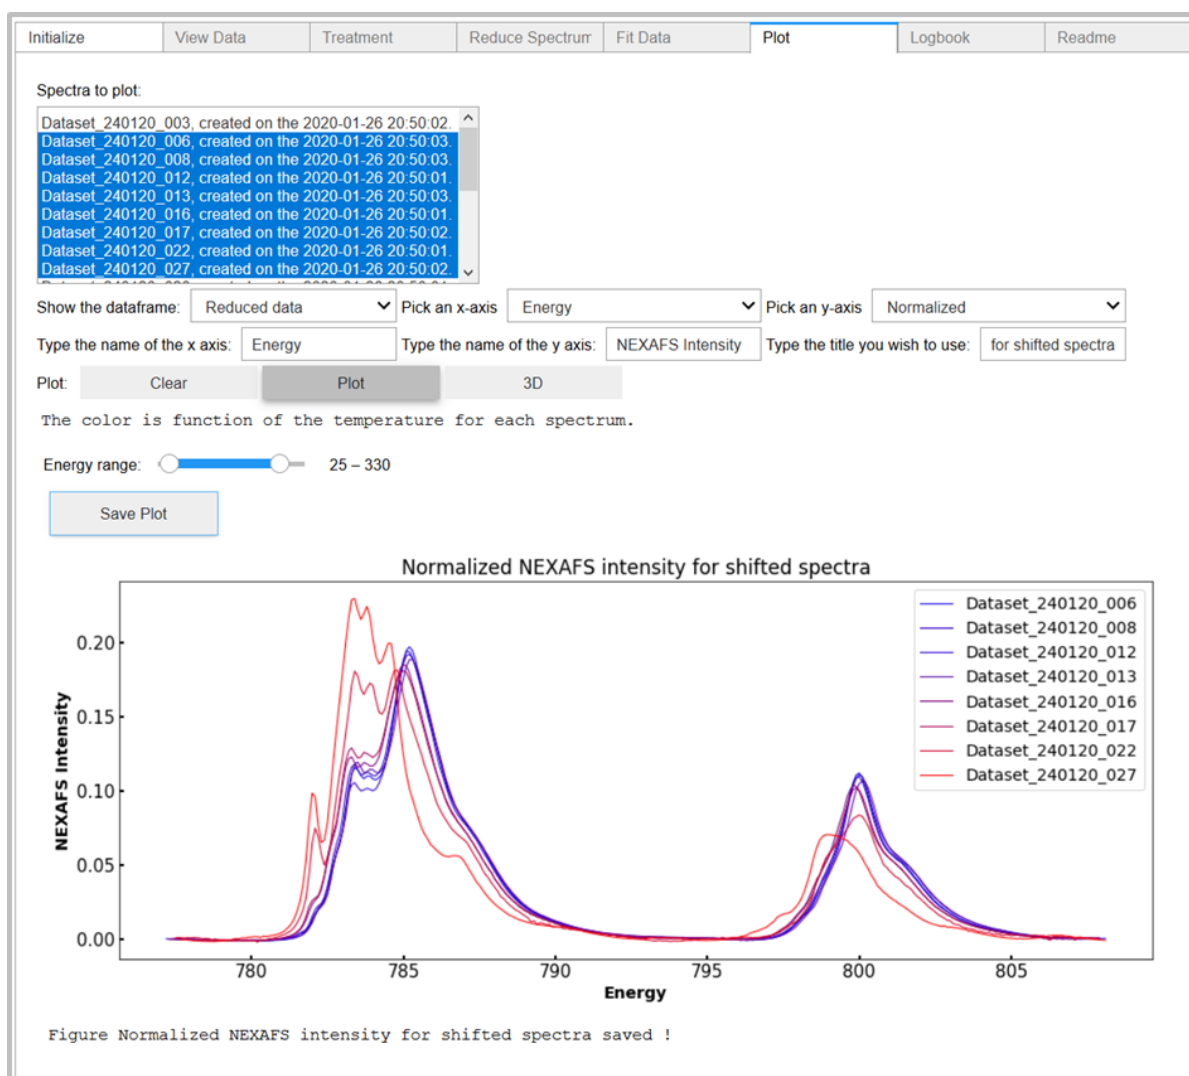 Initialize View Data Treatment Reduce Spectrum Fit Data Plot Logbook Readme
Spectra to plot:
Dataset_240120_003, created on the 2020-01-26 20:50:02.
Dataset_240120_006, created on the 2020-01-26 20:50:03.
Dataset_240120_008, created on the 2020-01-26 20:50:03.
Dataset_240120_012, created on the 2020-01-26 20:50:01.
Dataset_240120_013, created on the 2020-01-26 20:50:03.
Dataset_240120_016, created on the 2020-01-26 20:50:01.
Dataset_240120_017, created on the 2020-01-26 20:50:02.
Dataset_240120_022, created on the 2020-01-26 20:50:01.
Dataset_240120_027, created on the 2020-01-26 20:50:02.
Show the dataframe: Reduced data Pick an x-axis Energy Pick an y-axis Normalized
Type the name of the x axis: Energy Type the name of the y axis: NEXAFS Intensity Type the title you wish to use: for shifted spectra
Plot: Clear Plot 3D
The color is function of the temperature for each spectrum.
Energy range: 25 – 330
Save Plot
Normalized NEXAFS intensity for shifted spectra
NEXAFS Intensity
0.20
0.15
0.10
0.05
0.00
Dataset_240120_006
Dataset_240120_008
Dataset_240120_012
Dataset_240120_013
Dataset_240120_016
Dataset_240120_017
Dataset_240120_022
Dataset_240120_027
780 785 790 795 800 805
Energy
Figure Normalized NEXAFS intensity for shifted spectra saved !